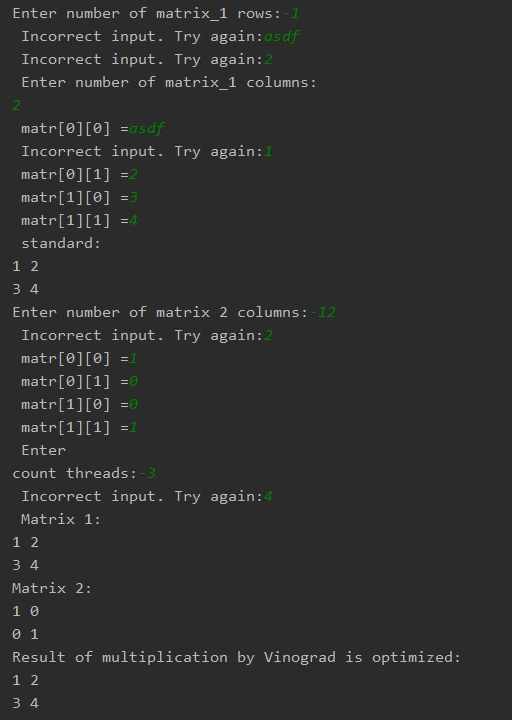 Enter number of matrix_1 rows:-1
Incorrect input. Try again:asdf
Incorrect input. Try again:2
Enter number of matrix_1 columns:
2
matr[0][0] =asdf
Incorrect input. Try again:1
matr[0][1] =2
matr[1][0] =3
matr[1][1] =4
standard:
1 2
3 4
Enter number of matrix 2 columns:-12
Incorrect input. Try again:2
matr[0][0] =1
matr[0][1] =0
matr[1][0] =0
matr[1][1] =1
Enter
count threads:-3
Incorrect input. Try again:4
Matrix 1:
1 2
3 4
Matrix 2:
1 0
0 1
Result of multiplication by Vinograd is optimized:
1 2
3 4